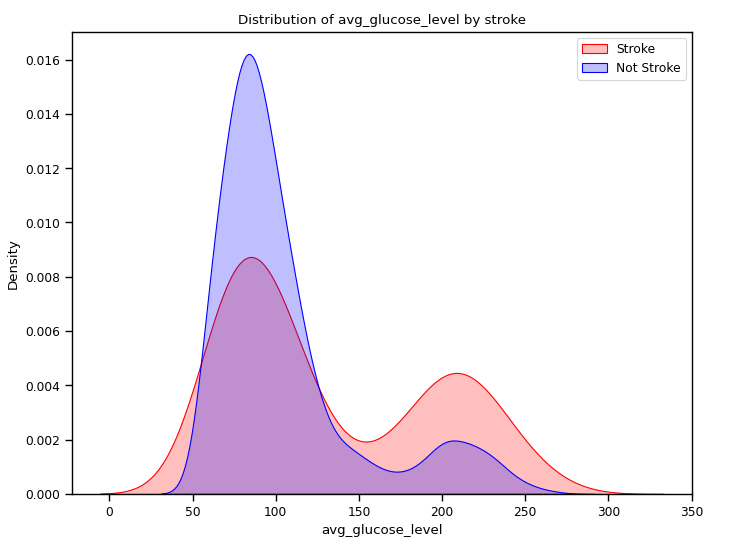 Distribution of avg_glucose_level by stroke
Stroke
Not Stroke
0.016
0.014
0.012
0.010
0.008
0.006
0.004
0.002
0.000
Density
0 50 100 150 200 250 300 350
avg_glucose_level